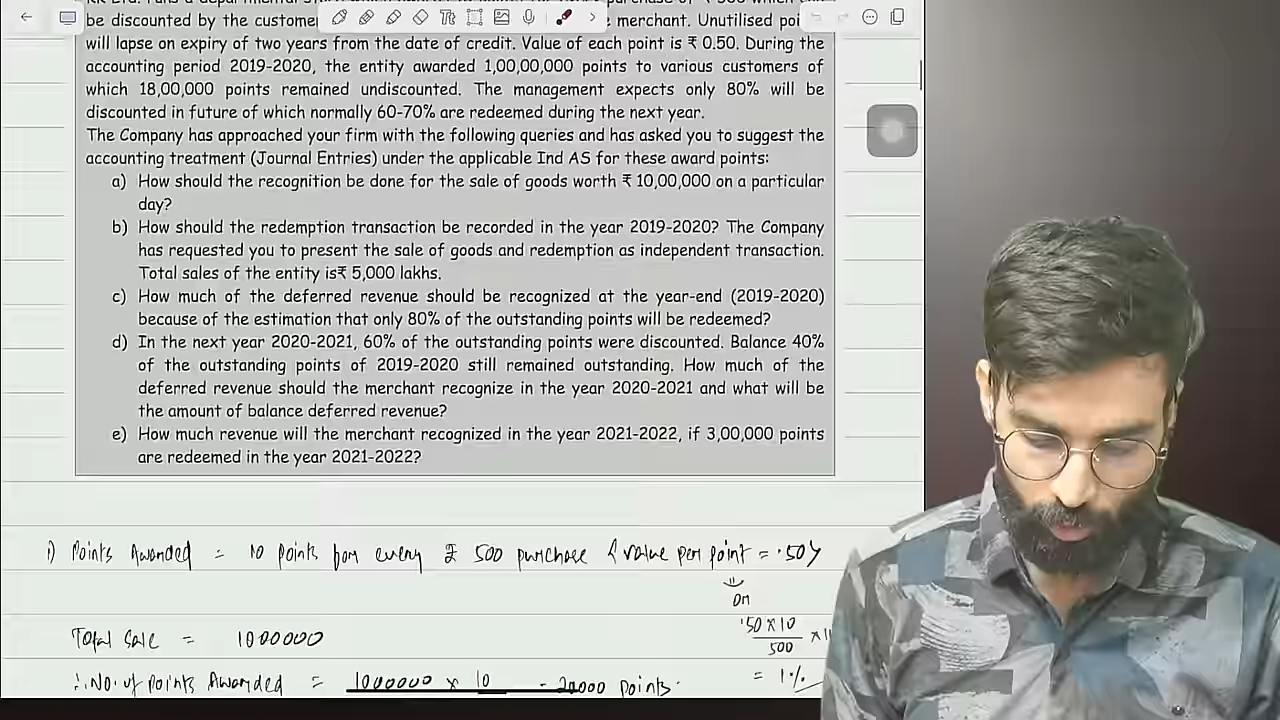 be discounted by the customer merchant. Unutilised
will lapse on expiry of two years from the date of credit. Value of each point is ₹ 0.50. During the
accounting period 2019-2020, the entity awarded 1,00,00,000 points to various customers of
which 18,00,000 points remained undiscounted. The management expects only 80% will be
discounted in future of which normally 60-70% are redeemed during the next year.
The Company has approached your firm with the following queries and has asked you to suggest the
accounting treatment (Journal Entries) under the applicable Ind AS for these award points:
a) How should the recognition be done for the sale of goods worth ₹ 10,00,000 on a particular
day?
b) How should the redemption transaction be recorded in the year 2019-2020? The Company
has requested you to present the sale of goods and redemption as independent transaction.
Total sales of the entity is₹ 5,000 lakhs.
c) How much of the deferred revenue should be recognized at the year-end (2019-2020)
because of the estimation that only 80% of the outstanding points will be redeemed?
d) In the next year 2020-2021, 60% of the outstanding points were discounted. Balance 40%
of the outstanding points of 2019-2020 still remained outstanding. How much of the
deferred revenue should the merchant recognize in the year 2020-2021 and what will be
the amount of balance deferred revenue?
e) How much revenue will the merchant recognized in the year 2021-2022, if 3,00,000 points
are redeemed in the year 2021-2022?
1) Points Awarded = 10 points for every ₹ 500 purchase & value per point = .50/
On
Total Sale = 1000000
.50 x 10
500
∴ No. of Points Awarded = 1000000 x 10 = 20000 points.
= 1%